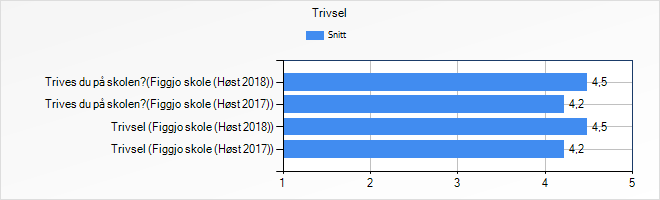 Trivsel
Snitt
Trives du på skolen?(Figgjo skole (Høst 2018)) 4,5
Trives du på skolen?(Figgjo skole (Høst 2017)) 4,2
Trivsel (Figgjo skole (Høst 2018)) 4,5
Trivsel (Figgjo skole (Høst 2017)) 4,2
1 2 3 4 5